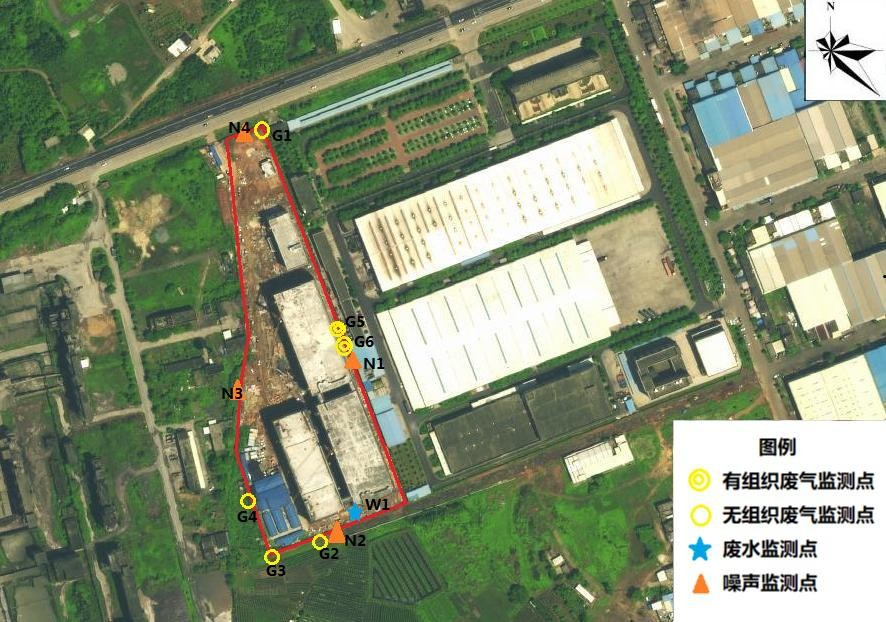 N
N4
G1
G5
G6
N1
N3
G4
W1
N2
G2
G3
图例
有组织废气监测点
无组织废气监测点
废水监测点
噪声监测点